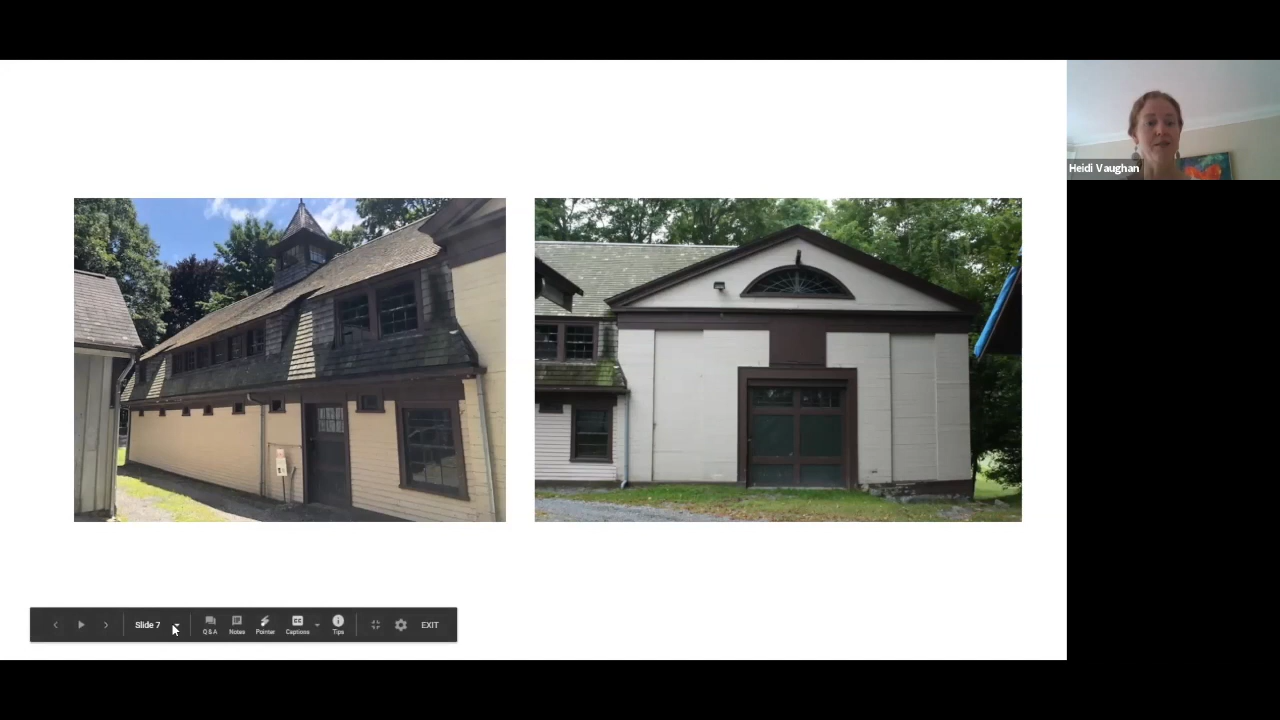 Heidi Vaughan
Slide 7
Q & A
Notes
Pointer
Captions
Tips
EXIT